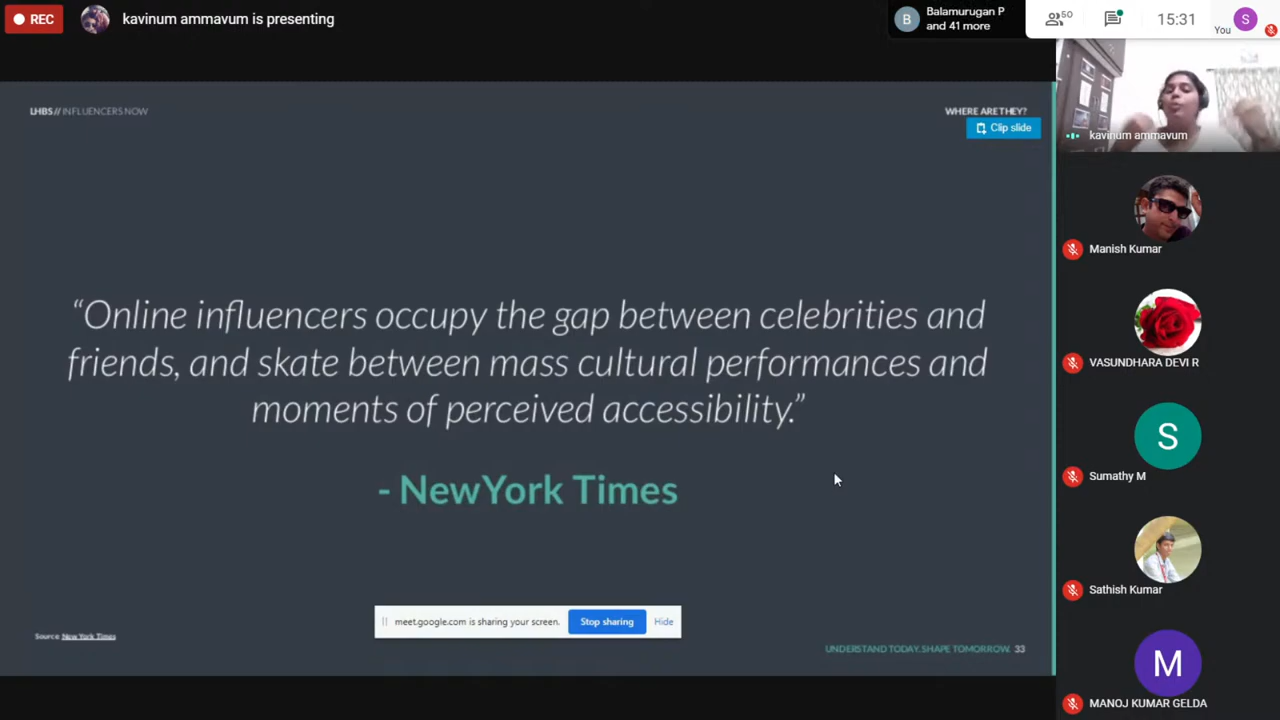 REC
kavinum ammavum is presenting
B
Balamurugan P
and 41 more
50
15:31
You
S
LHBS// INFLUENCERS NOW
WHERE ARE THEY?
Clip slide
kavinum ammavum
Manish Kumar
VASUNDHARA DEVI R
S
Sumathy M
Sathish Kumar
M
MANOJ KUMAR GELDA
“Online influencers occupy the gap between celebrities and
friends, and skate between mass cultural performances and
moments of perceived accessibility.”
- NewYork Times
meet.google.com is sharing your screen.
Stop sharing
Hide
Source: New York Times
UNDERSTAND TODAY. SHAPE TOMORROW. 33